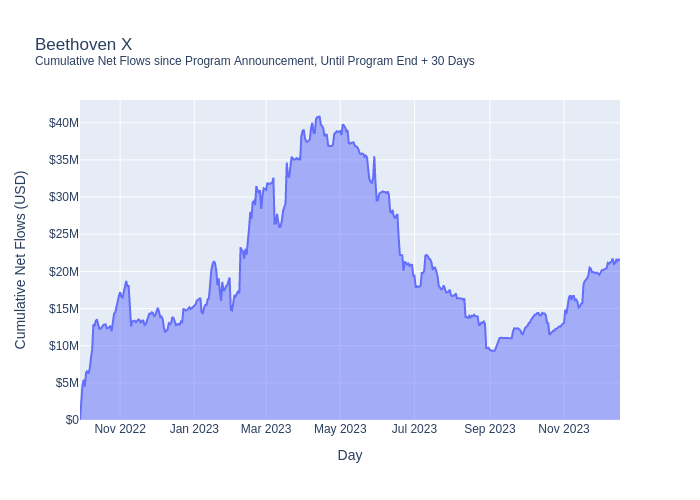 Beethoven X
Cumulative Net Flows since Program Announcement, Until Program End + 30 Days
Cumulative Net Flows (USD)
$40M
$35M
$30M
$25M
$20M
$15M
$10M
$5M
$0
Nov 2022 Jan 2023 Mar 2023 May 2023 Jul 2023 Sep 2023 Nov 2023
Day